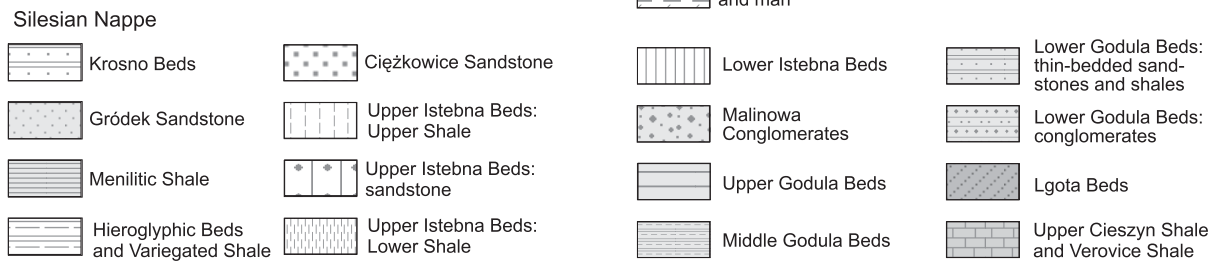 and marl
Silesian Nappe
Krosno Beds
Gródek Sandstone
Menilitic Shale
Hieroglyphic Beds
and Variegated Shale
Ciężkowice Sandstone
Upper Istebna Beds:
Upper Shale
Upper Istebna Beds:
sandstone
Upper Istebna Beds:
Lower Shale
Lower Istebna Beds
Malinowa
Conglomerates
Upper Godula Beds
Middle Godula Beds
Lower Godula Beds:
thin-bedded sand-
stones and shales
Lower Godula Beds:
conglomerates
Lgota Beds
Upper Cieszyn Shale
and Verovice Shale